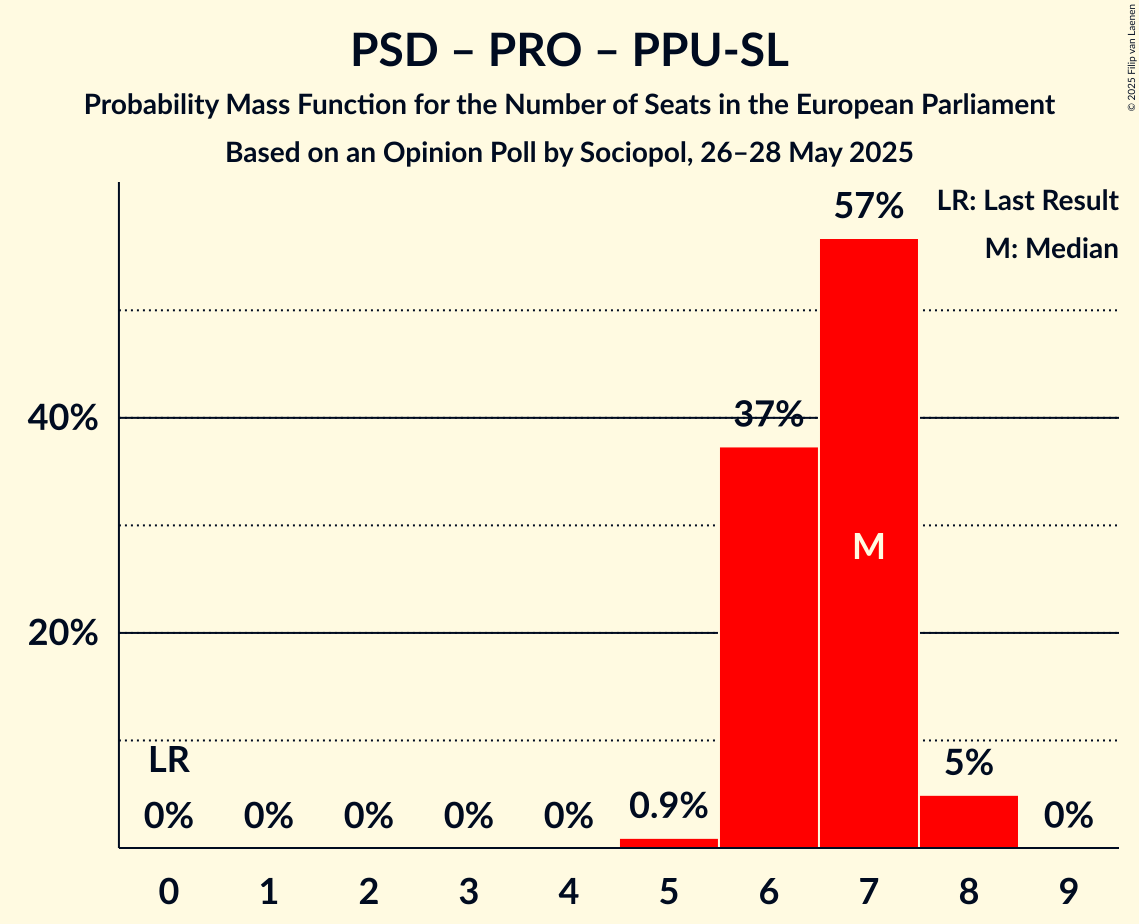 PSD – PRO – PPU-SL
Probability Mass Function for the Number of Seats in the European Parliament
Based on an Opinion Poll by Sociopol, 26–28 May 2025
© 2025 Filip van Laenen
LR: Last Result
M: Median
57%
40%
37%
M
20%
LR
0%
0%
0%
0%
0%
0.9%
5%
0%
0
1
2
3
4
5
6
7
8
9